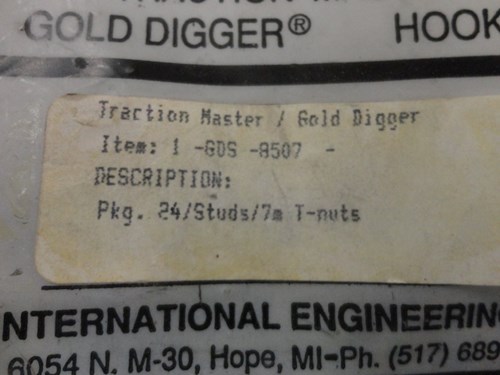 GOLD DIGGER® HOOK
Traction Master / Gold Digger
Item: 1 -GDS -8507 -
DESCRIPTION:
Pkg. 24/Studs/7m T-nuts
NTERNATIONAL ENGINEERIN
6054 N. M-30, Hope, MI-Ph. (517) 689